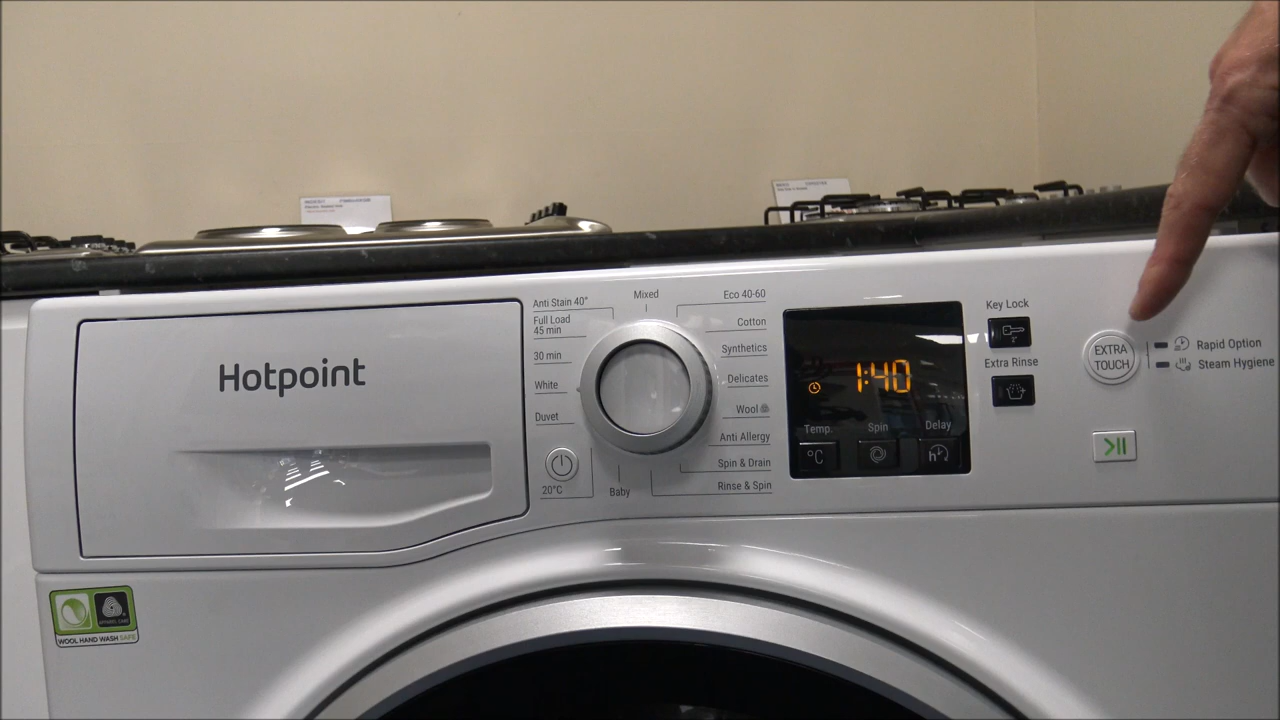 Hotpoint
Anti Stain 40°
Full Load
45 min
30 min
White
Duvet
20°C
Mixed
Baby
Eco 40-60
Cotton
Synthetics
Delicates
Wool
Anti Allergy
Spin & Drain
Rinse & Spin
1:40
Temp.
Spin
Delay
°C
h
Key Lock
Extra Rinse
EXTRA
TOUCH
Rapid Option
Steam Hygiene
WOOL HAND WASH SAFE